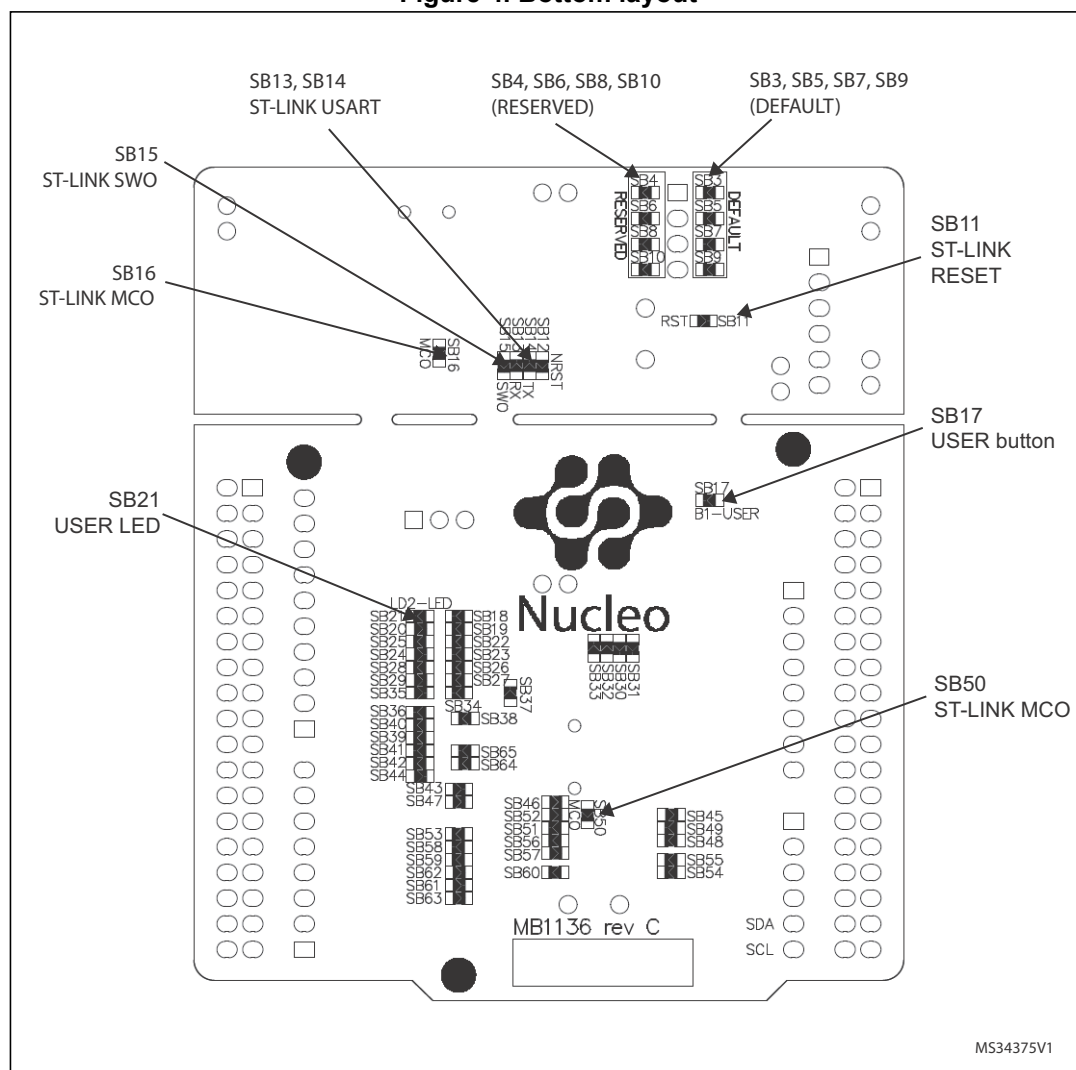 SB13, SB14
ST-LINK USART
SB4, SB6, SB8, SB10
(RESERVED)
SB3, SB5, SB7, SB9
(DEFAULT)
SB15
ST-LINK SWO
SB16
ST-LINK MCO
SB11
ST-LINK
RESET
SB4
SB6
SB8
SB10
RESERVED
SB3
SB5
SB7
SB9
DEFAULT
RST
SB11
MCO
SB16
SB15
SB13
SB14
SB12
SWO
RX
TX
NRST
SB17
USER button
SB17
B1-USER
SB21
USER LED
Nucleo
LD2-LED
SB21
SB20
SB25
SB24
SB28
SB29
SB35
SB18
SB19
SB22
SB23
SB26
SB27
SB34
SB37
SB33
SB32
SB30
SB31
SB36
SB40
SB39
SB41
SB42
SB44
SB38
SB65
SB64
SB43
SB47
SB50
ST-LINK MCO
SB46
SB52
SB51
SB56
SB57
SB60
MCO
SB50
SB45
SB49
SB48
SB55
SB54
SB53
SB58
SB59
SB62
SB61
SB63
MB1136 rev C
SDA
SCL
MS34375V1